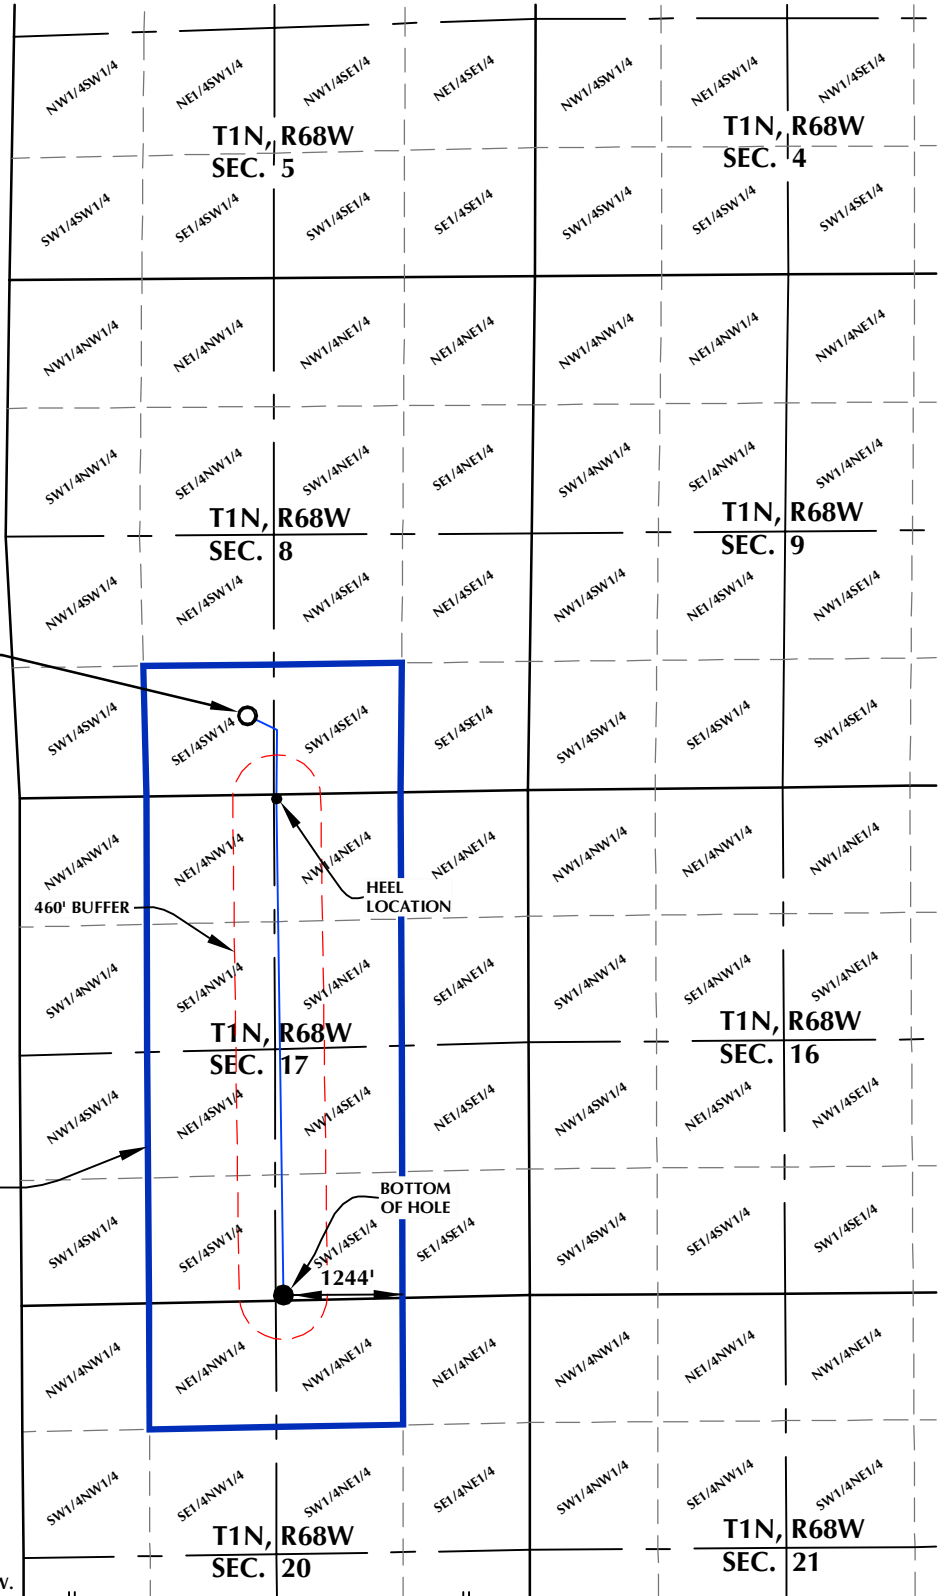 NW1/4SW1/4 NE1/4SW1/4 NW1/4SE1/4 NE1/4SE1/4 NW1/4SW1/4 NE1/4SW1/4 NW1/4SE1/4
T1N, R68W
SEC. 5
T1N, R68W
SEC. 4
SW1/4SW1/4 SE1/4SW1/4 SW1/4SE1/4 SE1/4SE1/4 SW1/4SW1/4 SE1/4SW1/4 SW1/4SE1/4
NW1/4NW1/4 NE1/4NW1/4 NW1/4NE1/4 NE1/4NE1/4 NW1/4NW1/4 NE1/4NW1/4 NW1/4NE1/4
SW1/4NW1/4 SE1/4NW1/4 SW1/4NE1/4 SE1/4NE1/4 SW1/4NW1/4 SE1/4NW1/4 SW1/4NE1/4
T1N, R68W
SEC. 8
T1N, R68W
SEC. 9
NW1/4SW1/4 NE1/4SW1/4 NW1/4SE1/4 NE1/4SE1/4 NW1/4SW1/4 NE1/4SW1/4 NW1/4SE1/4
SW1/4SW1/4 SE1/4SW1/4 SW1/4SE1/4 SE1/4SE1/4 SW1/4SW1/4 SE1/4SW1/4 SW1/4SE1/4
NW1/4NW1/4 NE1/4NW1/4 NW1/4NE1/4 NE1/4NE1/4 NW1/4NW1/4 NE1/4NW1/4 NW1/4NE1/4
HEEL
LOCATION
460' BUFFER
SW1/4NW1/4 SE1/4NW1/4 SW1/4NE1/4 SE1/4NE1/4 SW1/4NW1/4 SE1/4NW1/4 SW1/4NE1/4
T1N, R68W
SEC. 17
T1N, R68W
SEC. 16
NW1/4SW1/4 NE1/4SW1/4 NW1/4SE1/4 NE1/4SE1/4 NW1/4SW1/4 NE1/4SW1/4 NW1/4SE1/4
BOTTOM
OF HOLE
SW1/4SW1/4 SE1/4SW1/4 SW1/4SE1/4 SE1/4SE1/4 SW1/4SW1/4 SE1/4SW1/4 SW1/4SE1/4
1244'
NW1/4NW1/4 NE1/4NW1/4 NW1/4NE1/4 NE1/4NE1/4 NW1/4NW1/4 NE1/4NW1/4 NW1/4NE1/4
SW1/4NW1/4 SE1/4NW1/4 SW1/4NE1/4 SE1/4NE1/4 SW1/4NW1/4 SE1/4NW1/4 SW1/4NE1/4
T1N, R68W
SEC. 20
T1N, R68W
SEC. 21